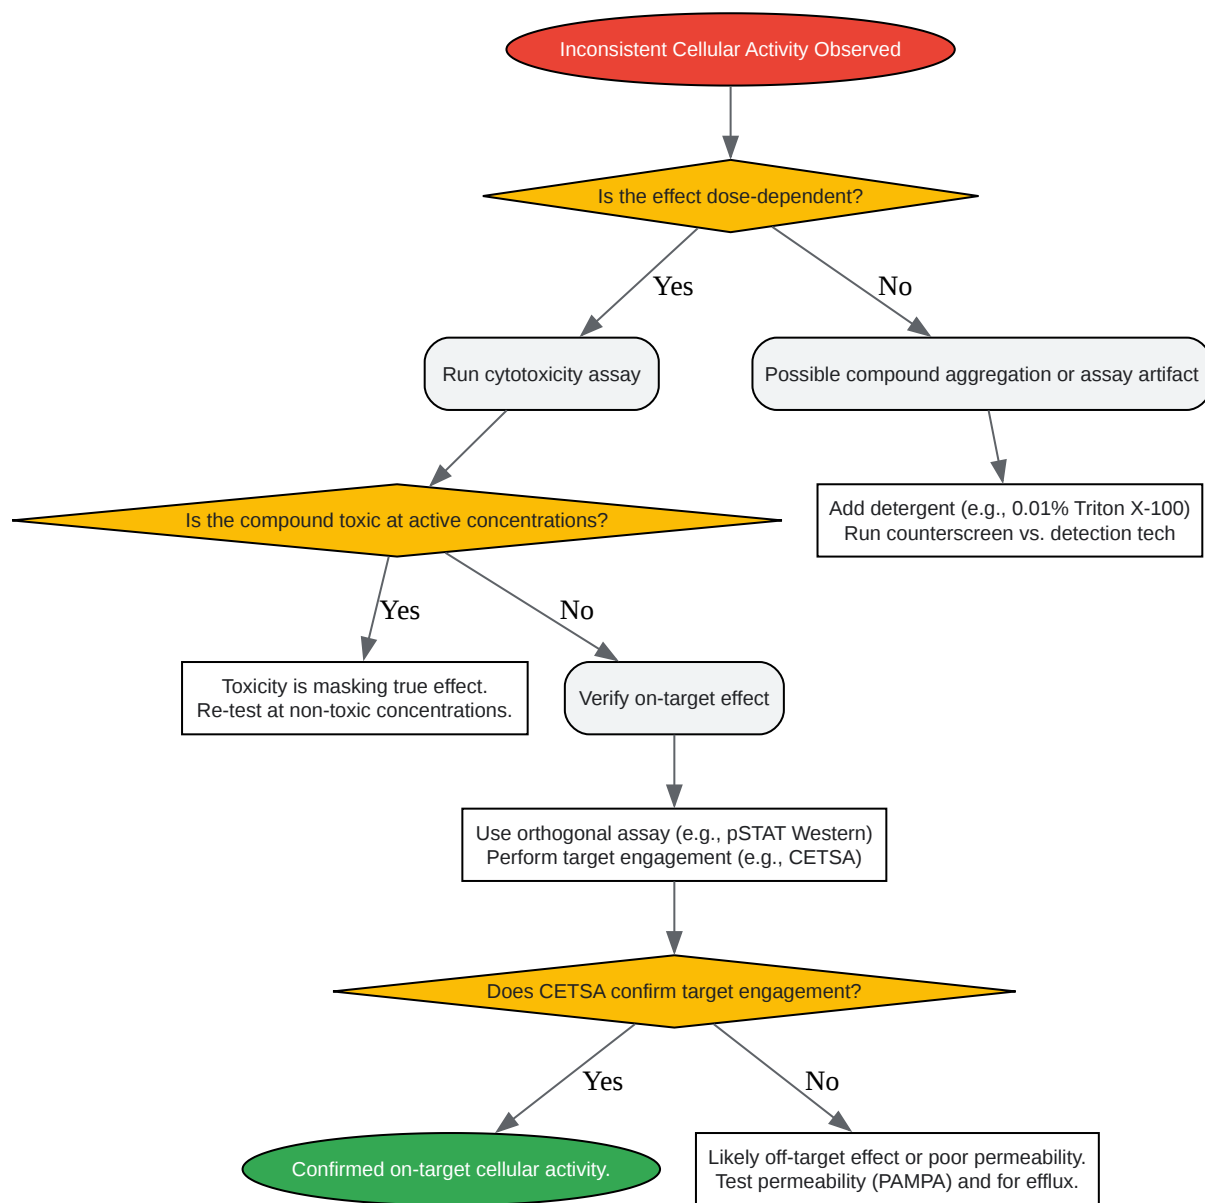 Inconsistent Cellular Activity Observed
Is the effect dose-dependent?
Yes
No
Run cytotoxicity assay
Possible compound aggregation or assay artifact
Is the compound toxic at active concentrations?
Add detergent (e.g., 0.01% Triton X-100)
Run counterscreen vs. detection tech
Yes
No
Toxicity is masking true effect.
Re-test at non-toxic concentrations.
Verify on-target effect
Use orthogonal assay (e.g., pSTAT Western)
Perform target engagement (e.g., CETSA)
Does CETSA confirm target engagement?
Yes
No
Confirmed on-target cellular activity.
Likely off-target effect or poor permeability.
Test permeability (PAMPA) and for efflux.